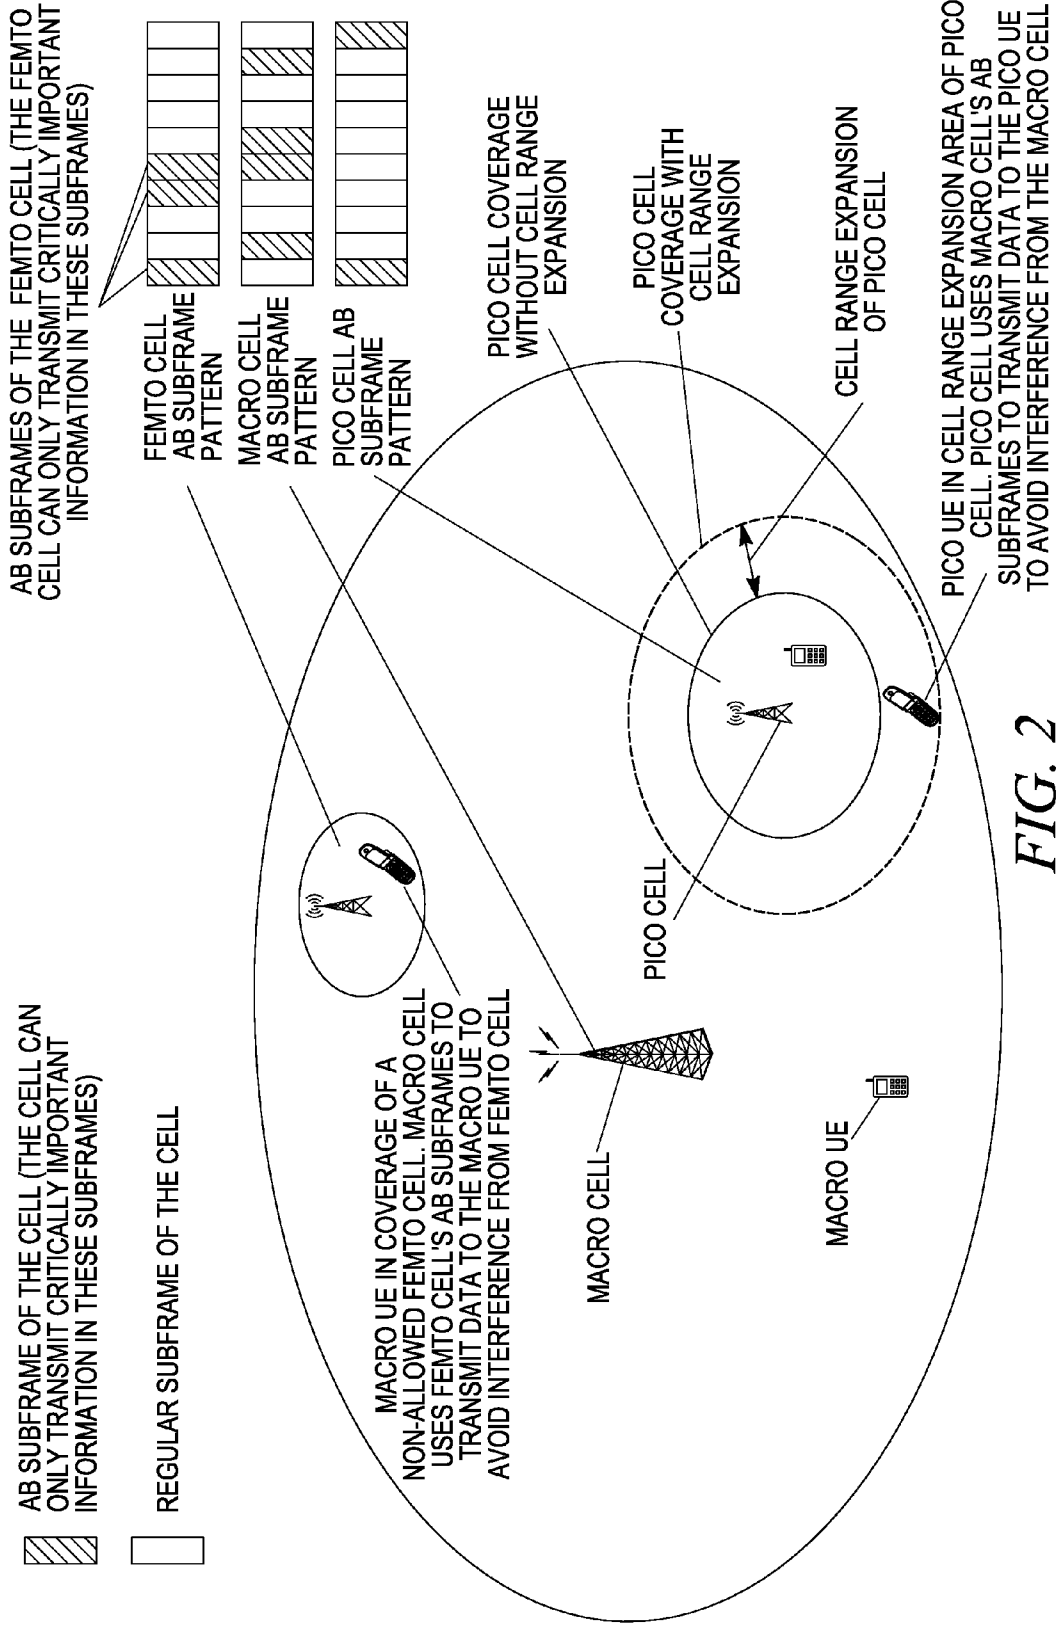 AB SUBFRAME OF THE CELL (THE CELL CAN
ONLY TRANSMIT CRITICALLY IMPORTANT
INFORMATION IN THESE SUBFRAMES)
REGULAR SUBFRAME OF THE CELL
AB SUBFRAMES OF THE FEMTO CELL (THE FEMTO
CELL CAN ONLY TRANSMIT CRITICALLY IMPORTANT
INFORMATION IN THESE SUBFRAMES)
FEMTO CELL
AB SUBFRAME
PATTERN
MACRO CELL
AB SUBFRAME
PATTERN
PICO CELL AB
SUBFRAME
PATTERN
MACRO UE IN COVERAGE OF A
NON-ALLOWED FEMTO CELL. MACRO CELL
USES FEMTO CELL'S AB SUBFRAMES TO
TRANSMIT DATA TO THE MACRO UE TO
AVOID INTERFERENCE FROM FEMTO CELL
PICO CELL COVERAGE
WITHOUT CELL RANGE
EXPANSION
PICO CELL
COVERAGE WITH
CELL RANGE
EXPANSION
CELL RANGE EXPANSION
OF PICO CELL
MACRO CELL
PICO CELL
MACRO UE
PICO UE IN CELL RANGE EXPANSION AREA OF PICO
CELL. PICO CELL USES MACRO CELL'S AB
SUBFRAMES TO TRANSMIT DATA TO THE PICO UE
TO AVOID INTERFERENCE FROM THE MACRO CELL
FIG. 2